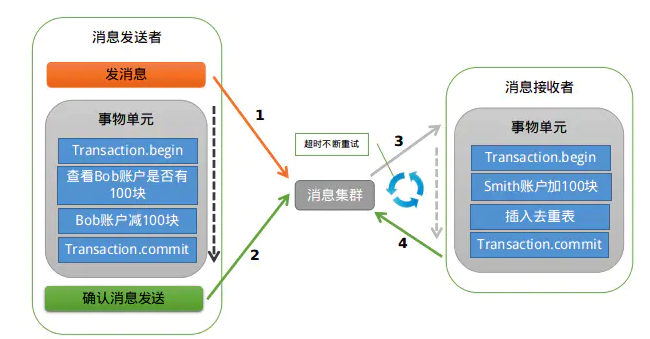 消息发送者
发消息
事物单元
Transaction.begin
查看Bob账户是否有
100块
Bob账户减100块
Transaction.commit
确认消息发送
1
2
超时不断重试
消息集群
3
4
消息接收者
事物单元
Transaction.begin
Smith账户加100块
插入去重表
Transaction.commit